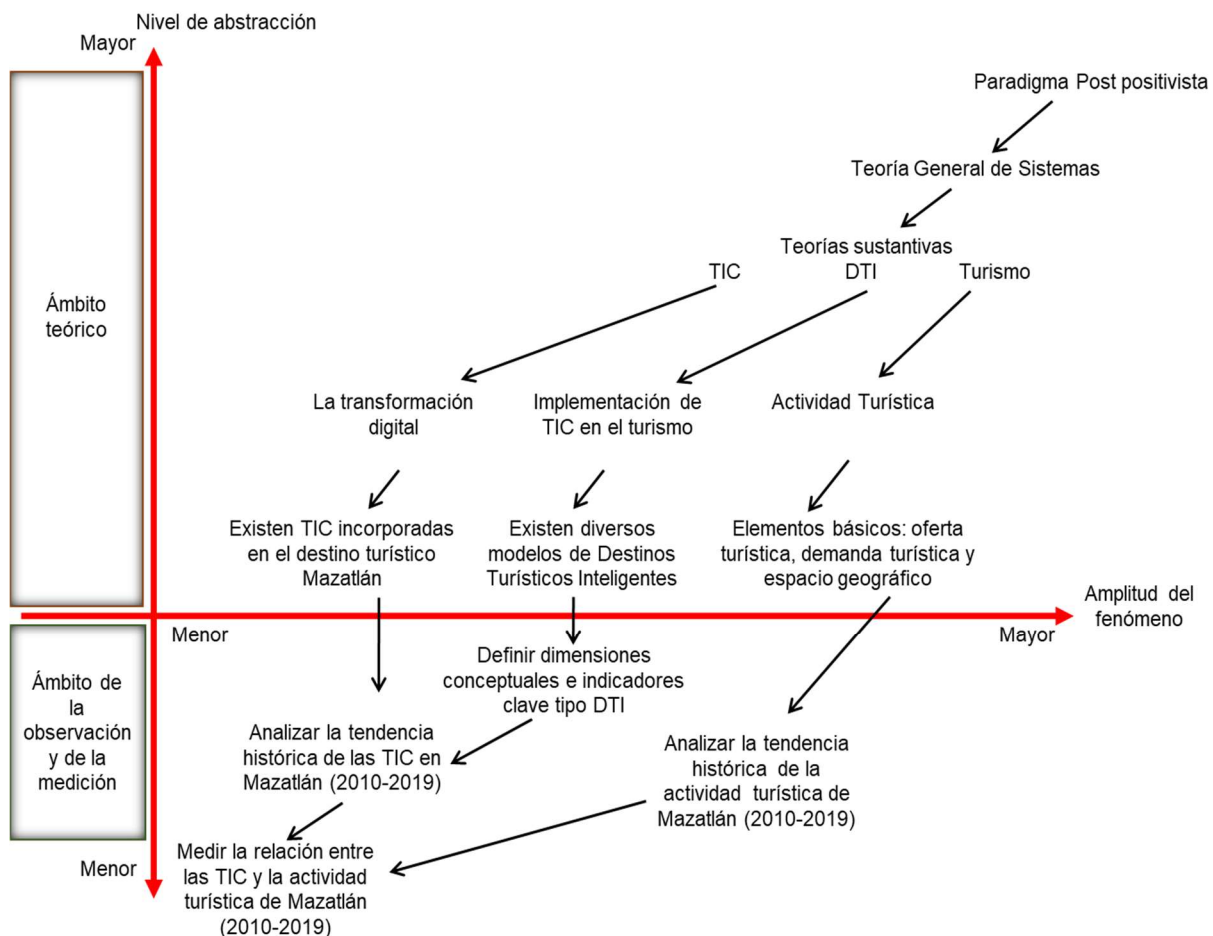 Nivel de abstracción
Mayor
Paradigma Post positivista
Teoría General de Sistemas
Teorías sustantivas
TIC
DTI
Turismo
Ámbito
teórico
La transformación
digital
Implementación de
TIC en el turismo
Actividad Turística
Existen TIC incorporadas
en el destino turístico
Mazatlán
Existen diversos
modelos de Destinos
Turísticos Inteligentes
Elementos básicos: oferta
turística, demanda turística y
espacio geográfico
Amplitud del
fenómeno
Menor
Mayor
Ámbito de
la
observación
y de la
medición
Definir dimensiones
conceptuales e indicadores
clave tipo DTI
Analizar la tendencia
histórica de las TIC en
Mazatlán (2010-2019)
Analizar la tendencia
histórica de la
actividad turística de
Mazatlán (2010-2019)
Menor
Medir la relación entre
las TIC y la actividad
turística de Mazatlán
(2010-2019)